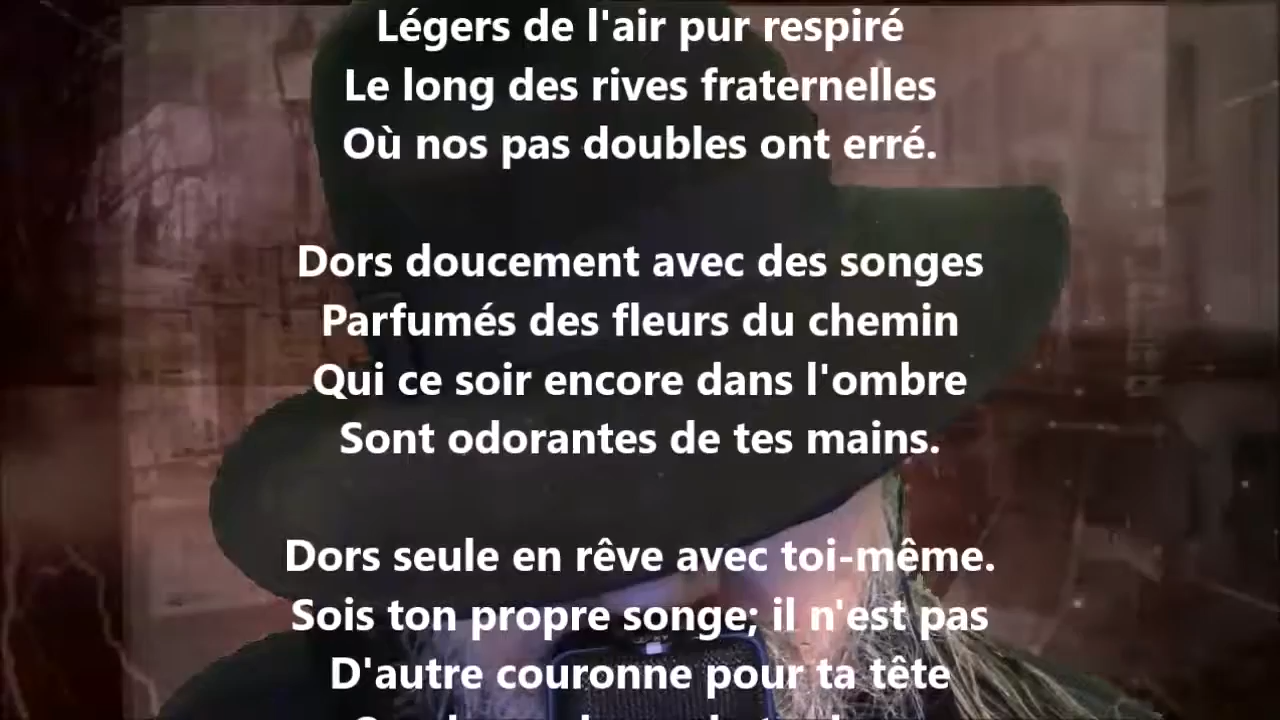 Légers de l'air pur respiré
Le long des rives fraternelles
Où nos pas doubles ont erré.
Dors doucement avec des songes
Parfumés des fleurs du chemin
Qui ce soir encore dans l'ombre
Sont odorantes de tes mains.
Dors seule en rêve avec toi-même.
Sois ton propre songe; il n'est pas
D'autre couronne pour ta tête